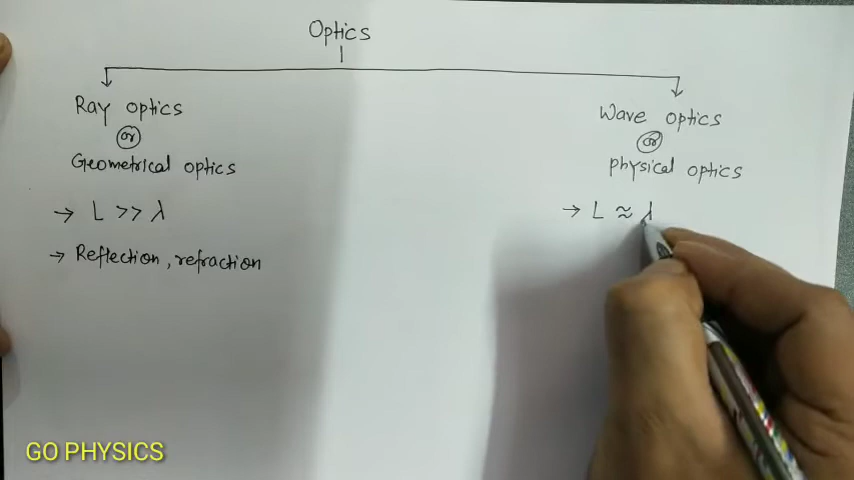 Optics
Ray optics
or
Geometrical optics
→ L >> λ
→ Reflection, refraction
Wave optics
or
physical optics
→ L ≈ λ
GO PHYSICS